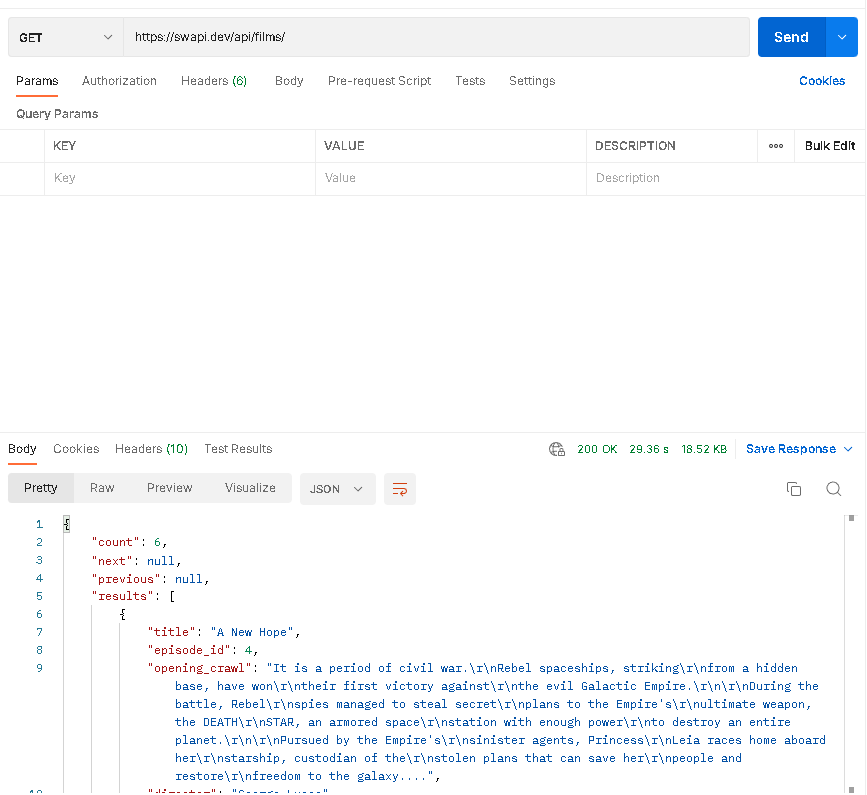 GET https://swapi.dev/api/films/ Send
Params Authorization Headers (6) Body Pre-request Script Tests Settings Cookies
Query Params
KEY VALUE DESCRIPTION ooo Bulk Edit
Key Value Description
Body Cookies Headers (10) Test Results 200 OK 29.36 s 18.52 KB Save Response
Pretty Raw Preview Visualize JSON
1 {
2 "count": 6,
3 "next": null,
4 "previous": null,
5 "results": [
6 {
7 "title": "A New Hope",
8 "episode_id": 4,
9 "opening_crawl": "It is a period of civil war.\r\nRebel spaceships, striking\r\nfrom a hidden
base, have won\r\ntheir first victory against\r\nthe evil Galactic Empire.\r\n\r\nDuring the
battle, Rebel\r\nspies managed to steal secret\r\nplans to the Empire's\r\nultimate weapon,
the DEATH\r\nSTAR, an armored space\r\nstation with enough power\r\nto destroy an entire
planet.\r\n\r\nPursued by the Empire's\r\nsinister agents, Princess\r\nLeia races home aboard
her\r\nstarship, custodian of the\r\nstolen plans that can save her\r\npeople and
restore\r\nfreedom to the galaxy....",
10 "director": "George Lucas",